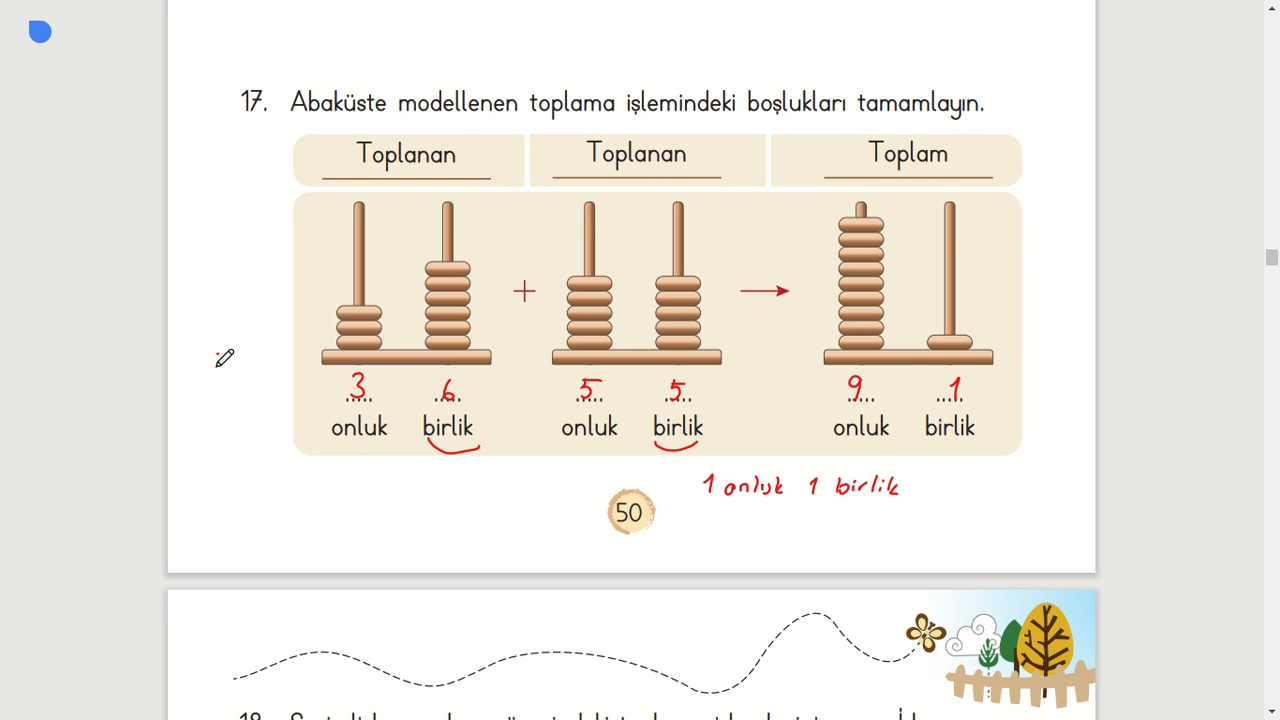 17. Abaküste modellenen toplama işlemindeki boşlukları tamamlayın.
Toplanan Toplanan Toplam
+
3 6 5 5 9 1
onluk birlik onluk birlik onluk birlik
1 onluk 1 birlik
50